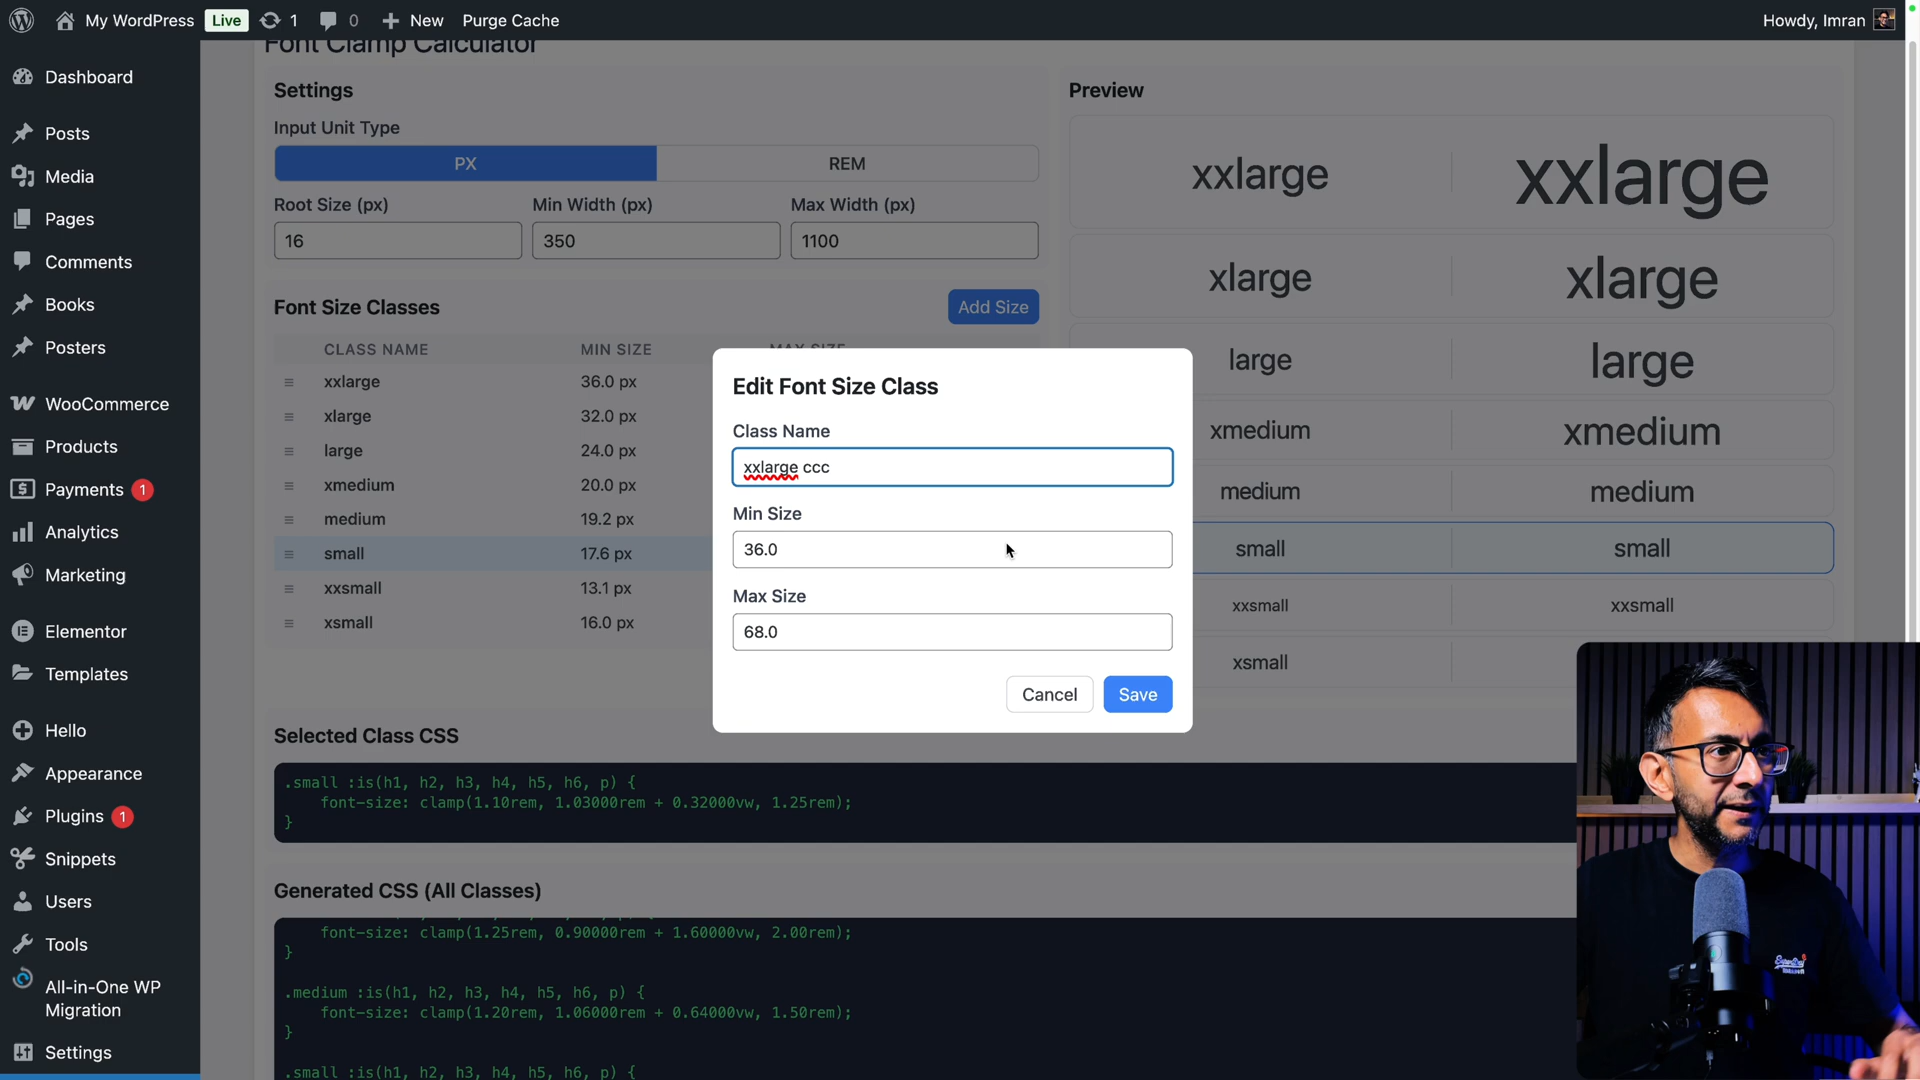 My WordPress
Live
1
0
New
Purge Cache
Howdy, Imran
Dashboard
Posts
Media
Pages
Comments
Books
Posters
WooCommerce
Products
Payments 1
Analytics
Marketing
Elementor
Templates
Hello
Appearance
Plugins 1
Snippets
Users
Tools
All-in-One WP
Migration
Settings
Font Clamp Calculator
Settings
Input Unit Type
PX
REM
Root Size (px)
Min Width (px)
Max Width (px)
16
350
1100
Font Size Classes
Add Size
CLASS NAME
MIN SIZE
MAX SIZE
xxlarge
36.0 px
xlarge
32.0 px
large
24.0 px
xmedium
20.0 px
medium
19.2 px
small
17.6 px
xxsmall
13.1 px
xsmall
16.0 px
Edit Font Size Class
Class Name
xxlarge ccc
Min Size
36.0
Max Size
68.0
Cancel
Save
Preview
xxlarge
xxlarge
xlarge
xlarge
large
large
xmedium
xmedium
medium
medium
small
small
xxsmall
xxsmall
xsmall
Selected Class CSS
.small :is(h1, h2, h3, h4, h5, h6, p) {
font-size: clamp(1.10rem, 1.03000rem + 0.32000vw, 1.25rem);
}
Generated CSS (All Classes)
font-size: clamp(1.25rem, 0.90000rem + 1.60000vw, 2.00rem);
}
.medium :is(h1, h2, h3, h4, h5, h6, p) {
font-size: clamp(1.20rem, 1.06000rem + 0.64000vw, 1.50rem);
}
.small :is(h1, h2, h3, h4, h5, h6, p) {